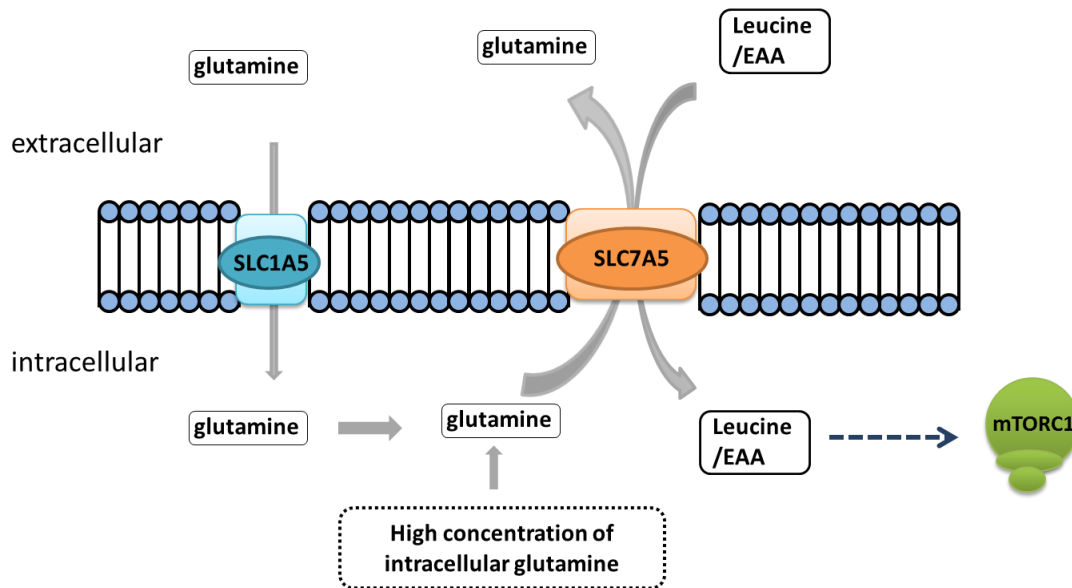 glutamine
glutamine
Leucine
/EAA
extracellular
SLC1A5
SLC7A5
intracellular
glutamine
glutamine
Leucine
/EAA
mTORC1
High concentration of
intracellular glutamine